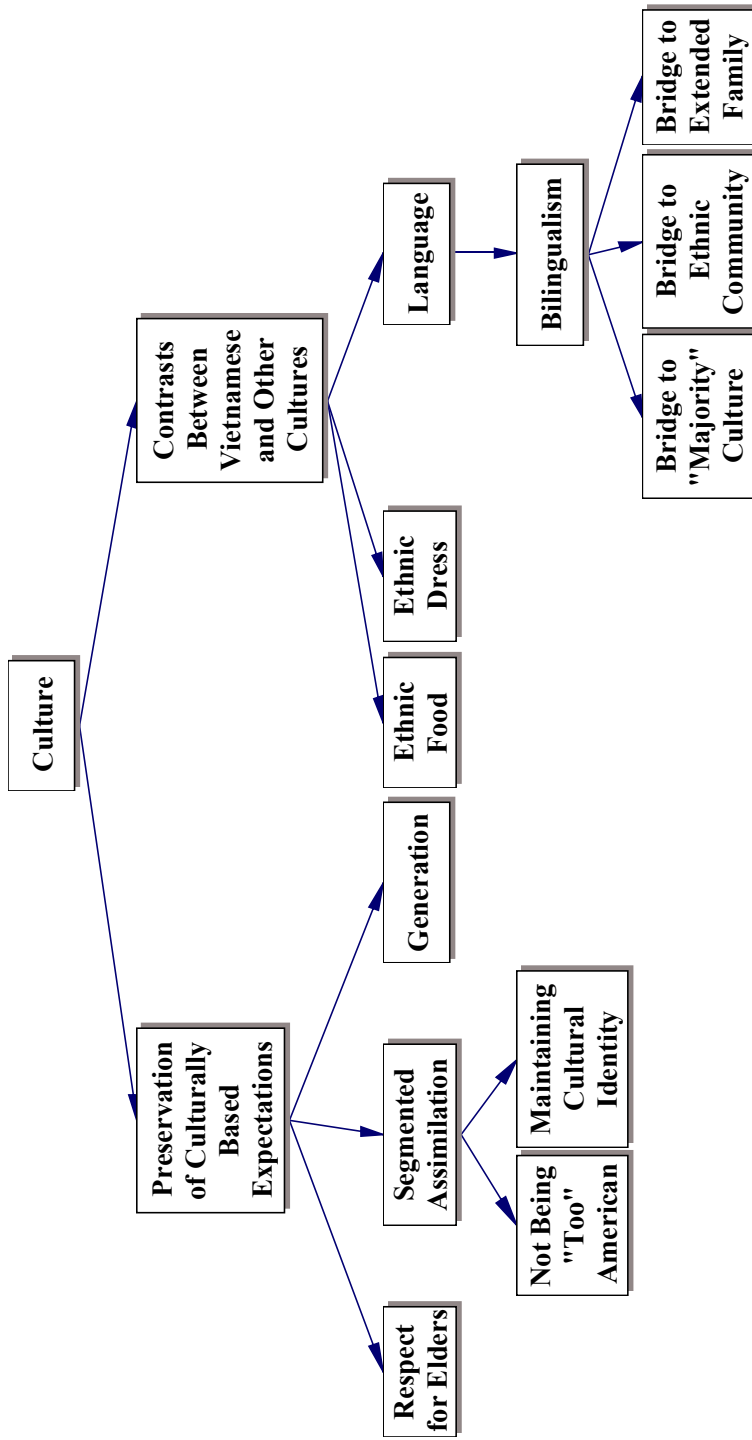 Culture
Preservation
of Culturally
Based
Expectations
Contrasts
Between
Vietnamese
and Other
Cultures
Respect
for Elders
Segmented
Assimilation
Generation
Ethnic
Food
Ethnic
Dress
Language
Not Being
"Too"
American
Maintaining
Cultural
Identity
Bilingualism
Bridge to
"Majority"
Culture
Bridge to
Ethnic
Community
Bridge to
Extended
Family